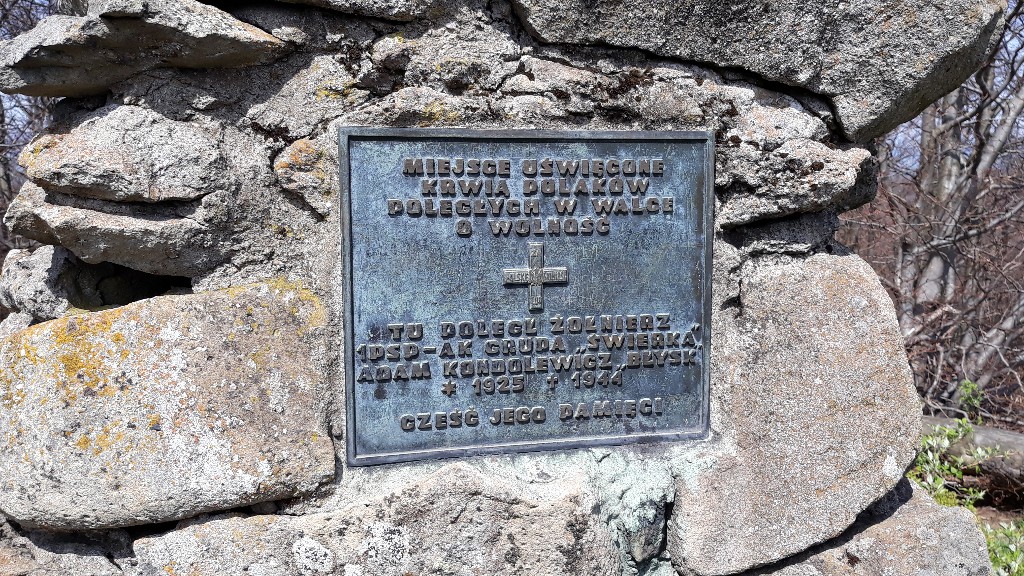 MIEJSCE UŚWIĘCONE
KRWIĄ POLAKÓW
POLEGŁYCH W WALCE
O WOLNOŚĆ
„TU POLEGŁ ŻOŁNIERZ
1PSP-AK GRUPA „ŚWIERKA”
ADAM KONDOLEWICZ „BŁYSK”
* 1925 † 1944
CZEŚĆ JEGO PAMIĘCI